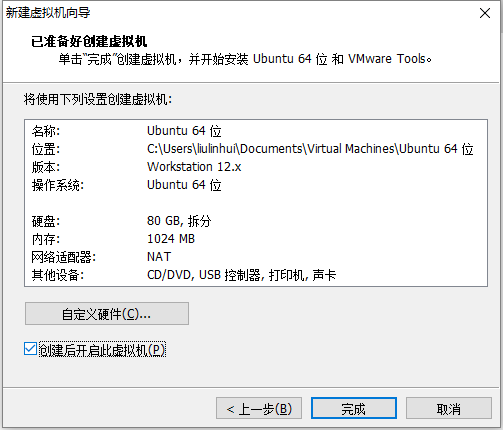 新建虚拟机向导
已准备好创建虚拟机
单击“完成”创建虚拟机，并开始安装 Ubuntu 64 位 和 VMware Tools。
将使用下列设置创建虚拟机:
名称: Ubuntu 64 位
位置: C:\Users\liulinhui\Documents\Virtual Machines\Ubuntu 64 位
版本: Workstation 12.x
操作系统: Ubuntu 64 位
硬盘: 80 GB, 拆分
内存: 1024 MB
网络适配器: NAT
其他设备: CD/DVD, USB 控制器, 打印机, 声卡
自定义硬件(C)...
创建后开启此虚拟机(P)
< 上一步(B) 完成 取消